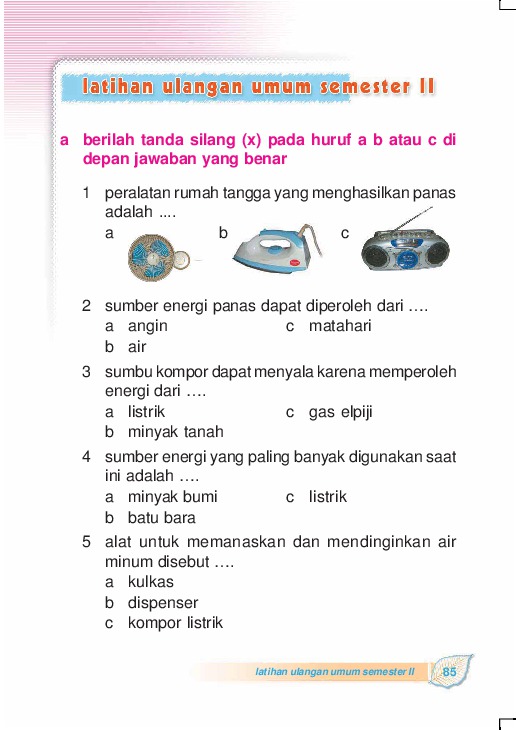 latihan ulangan umum semester II
a berilah tanda silang (x) pada huruf a b atau c di
depan jawaban yang benar
1 peralatan rumah tangga yang menghasilkan panas
adalah ....
a b c
2 sumber energi panas dapat diperoleh dari ....
a angin c matahari
b air
3 sumbu kompor dapat menyala karena memperoleh
energi dari ....
a listrik c gas elpiji
b minyak tanah
4 sumber energi yang paling banyak digunakan saat
ini adalah ....
a minyak bumi c listrik
b batu bara
5 alat untuk memanaskan dan mendinginkan air
minum disebut ....
a kulkas
b dispenser
c kompor listrik
latihan ulangan umum semester II 85